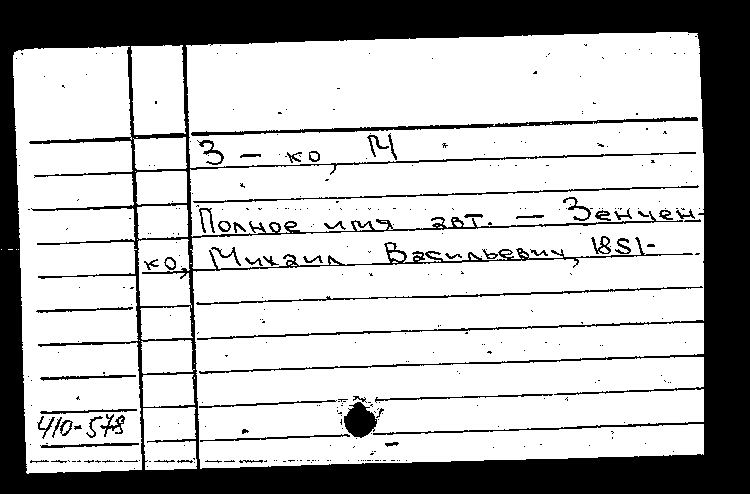 З – ко, М
Полное имя авт. – Зенчен-
ко, Михаил Васильевич, 1851-
410-578